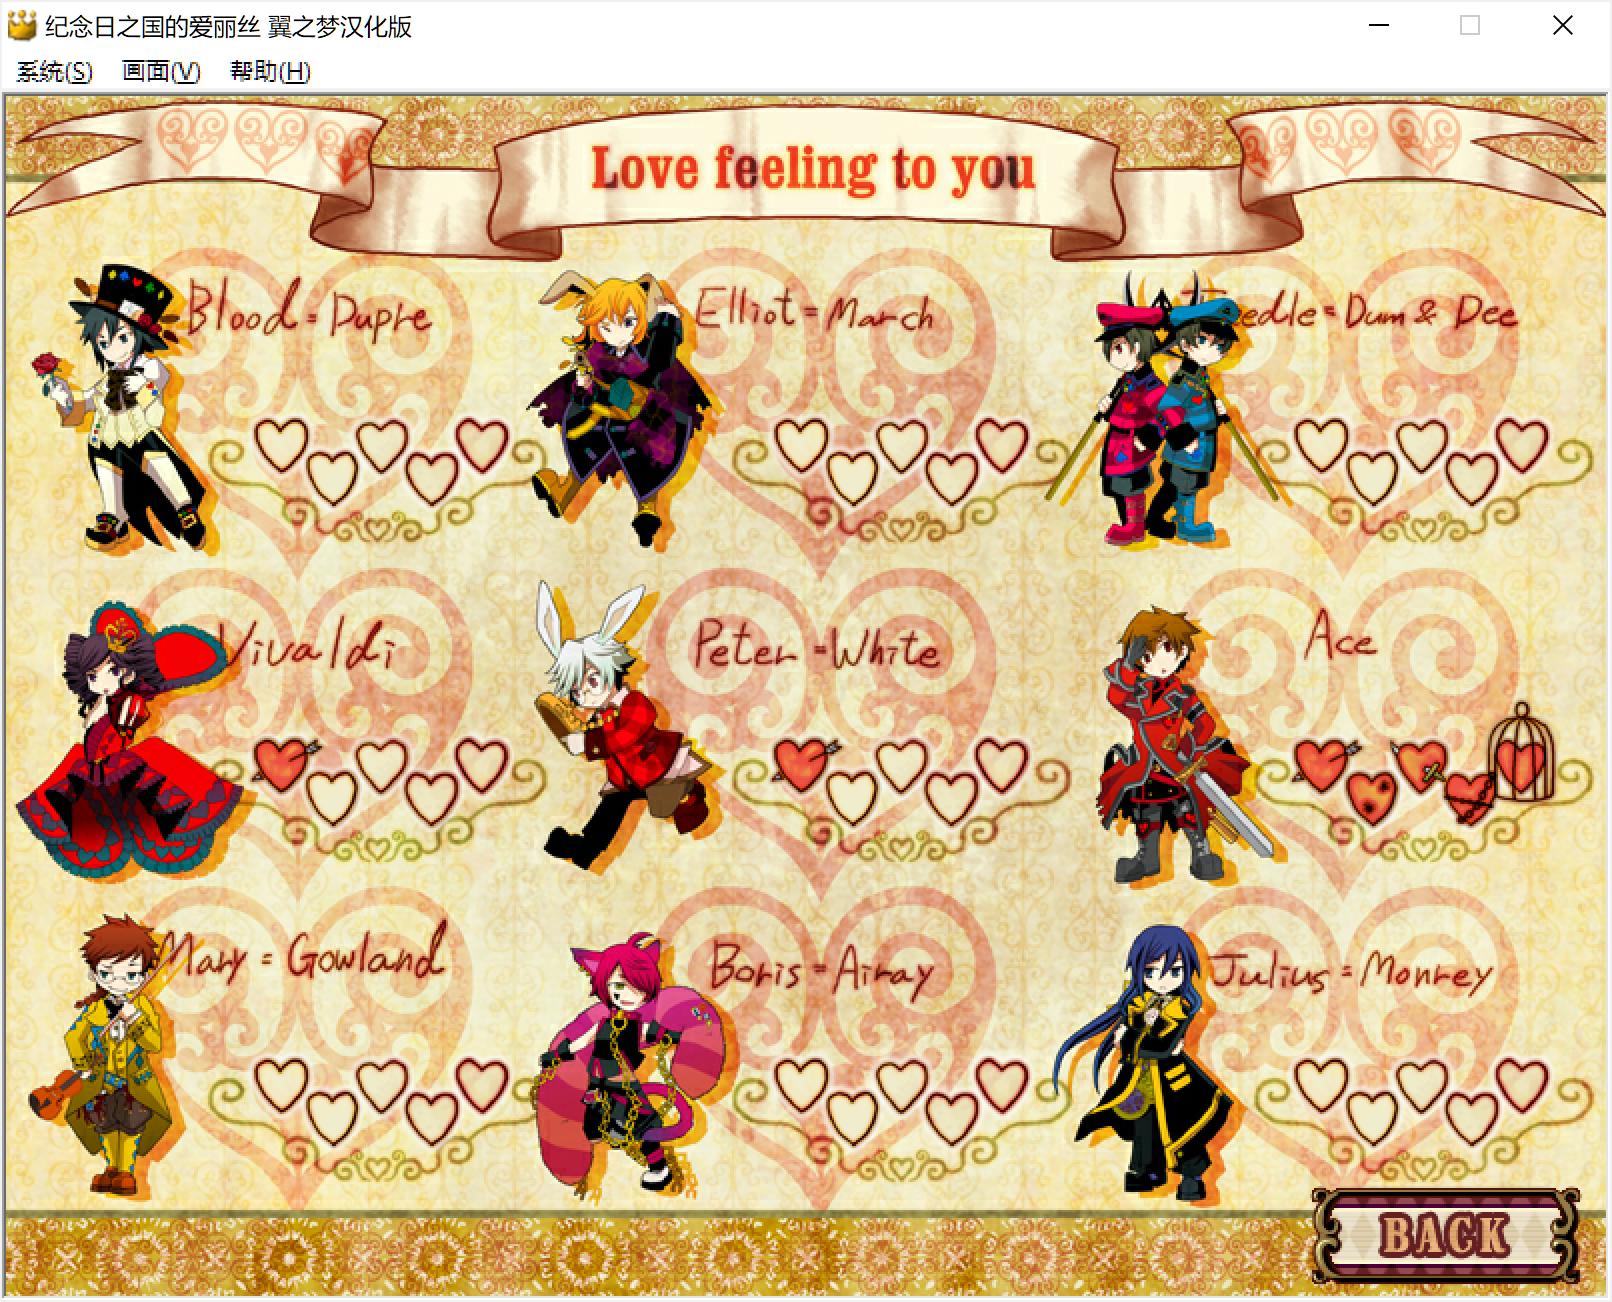 纪念日之国的爱丽丝 翼之梦汉化版
系统(S) 画面(V) 帮助(H)
Love feeling to you
Blood=Dupre
Elliot=March
edle=Dum & Dee
Vivaldi
Peter=White
Ace
Mary=Gowland
Boris=Airay
Julius=Monrey
BACK